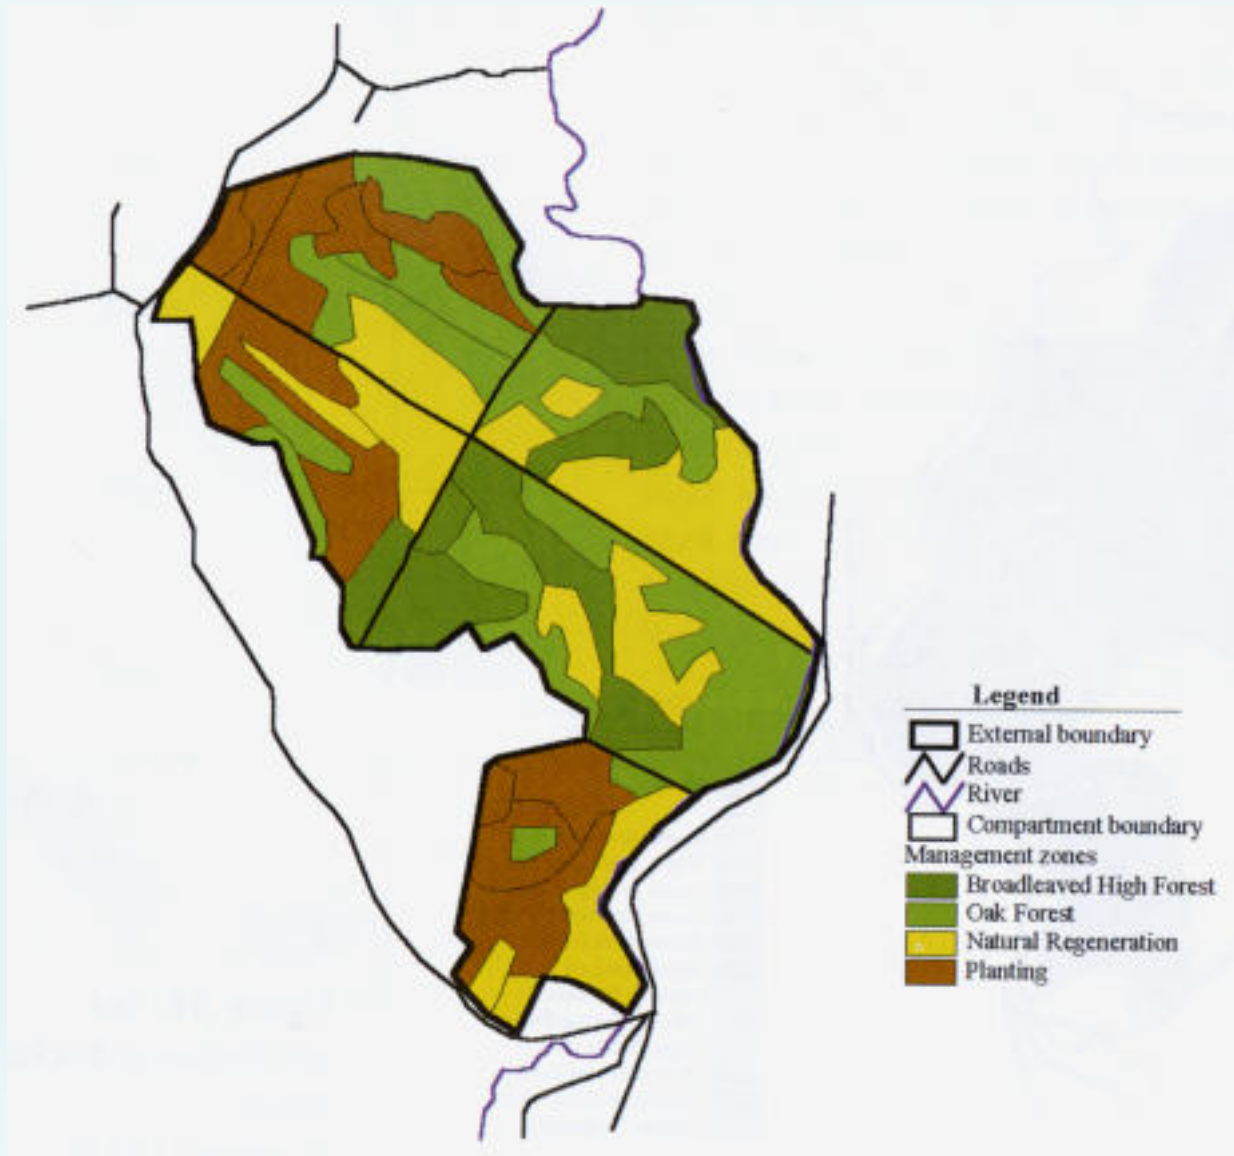 Legend
External boundary
Roads
River
Compartment boundary
Management zones
Broadleaved High Forest
Oak Forest
Natural Regeneration
Planting